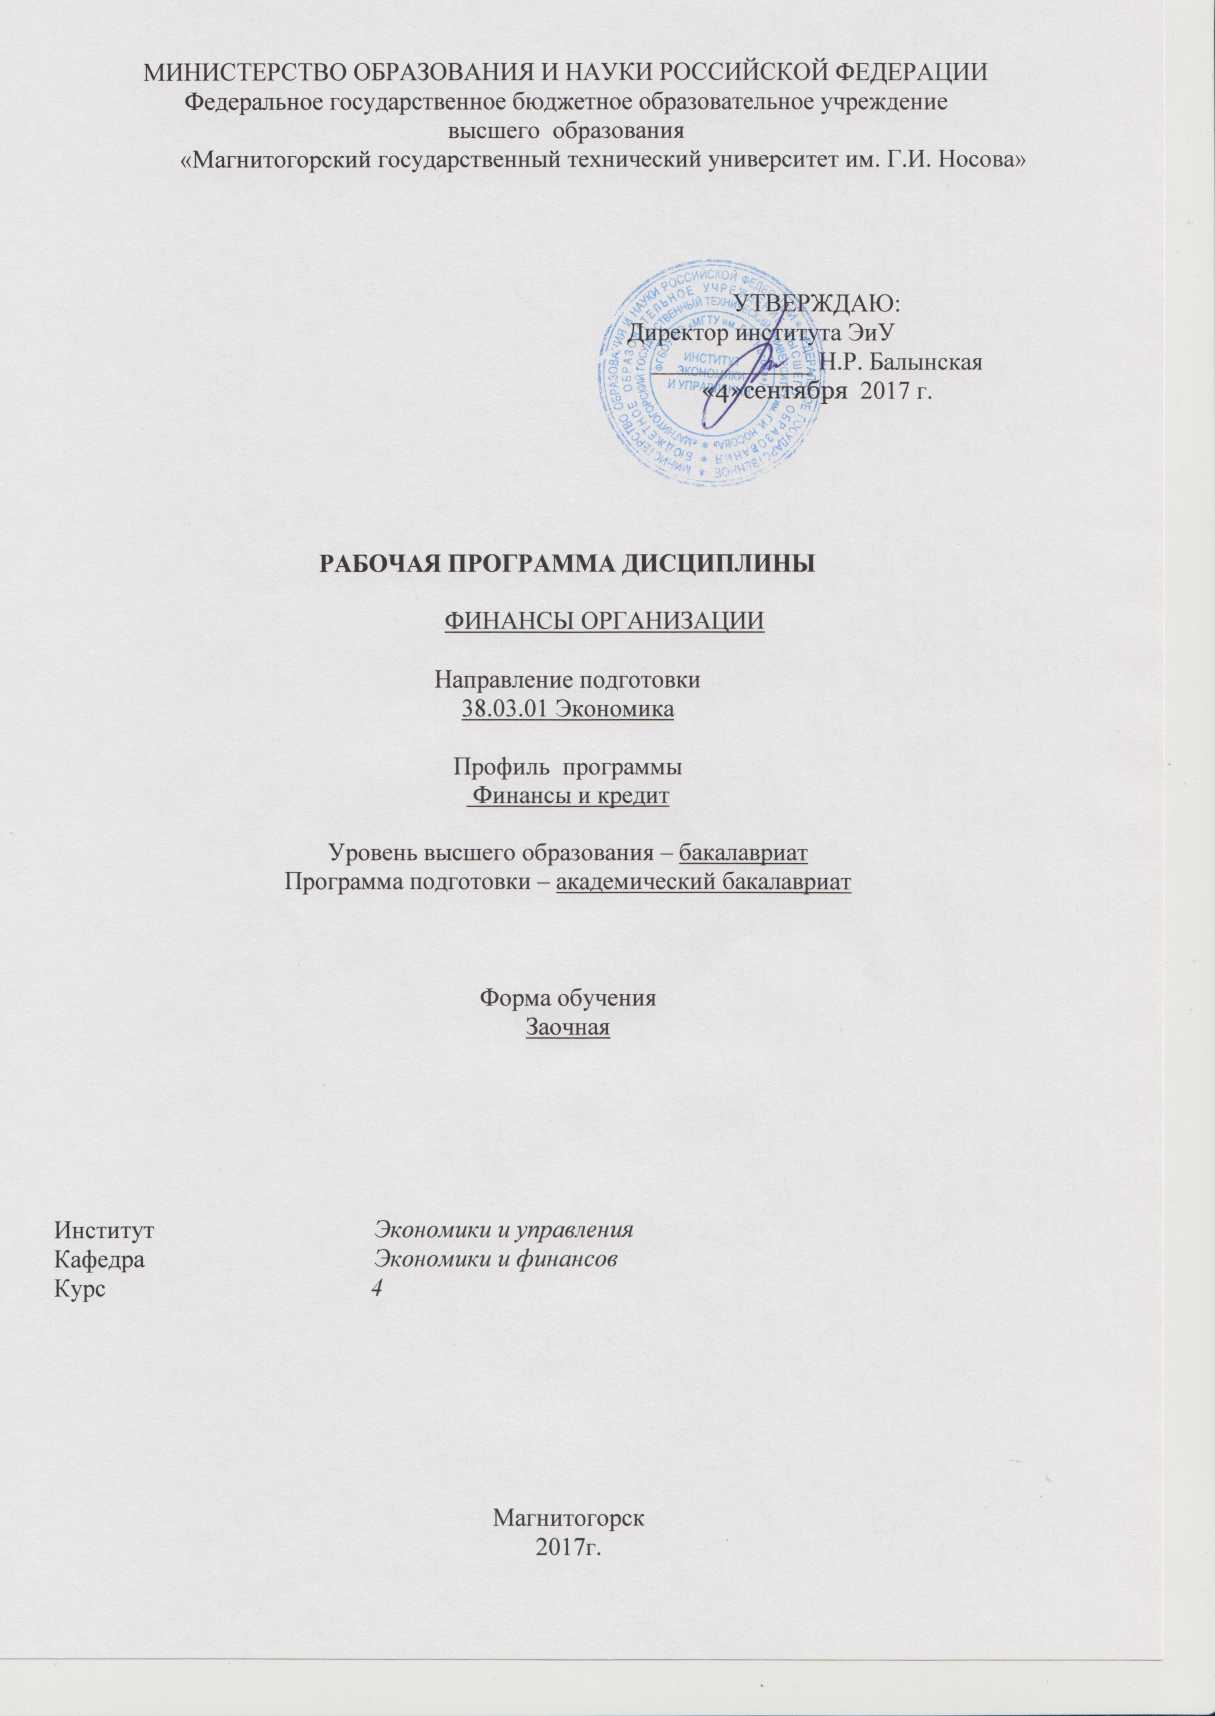 МИНИСТЕРСТВО ОБРАЗОВАНИЯ И НАУКИ РОССИЙСКОЙ ФЕДЕРАЦИИ
Федеральное государственное бюджетное образовательное учреждение
высшего образования
«Магнитогорский государственный технический университет им. Г.И. Носова»
УТВЕРЖДАЮ:
Директор института ЭиУ
Н.Р. Балынская
«4»сентября 2017 г.
ИНСТИТУТ
ЭКОНОМИКИ
РАБОЧАЯ ПРОГРАММА ДИСЦИПЛИНЫ
ФИНАНСЫ ОРГАНИЗАЦИИ
Направление подготовки
38.03.01 Экономика
Профиль программы
Финансы и кредит
Уровень высшего образования – бакалавриат
Программа подготовки – академический бакалавриат
Форма обучения
Заочная
Институт Экономики и управления
Кафедра Экономики и финансов
Курс 4
Магнитогорск
2017г.